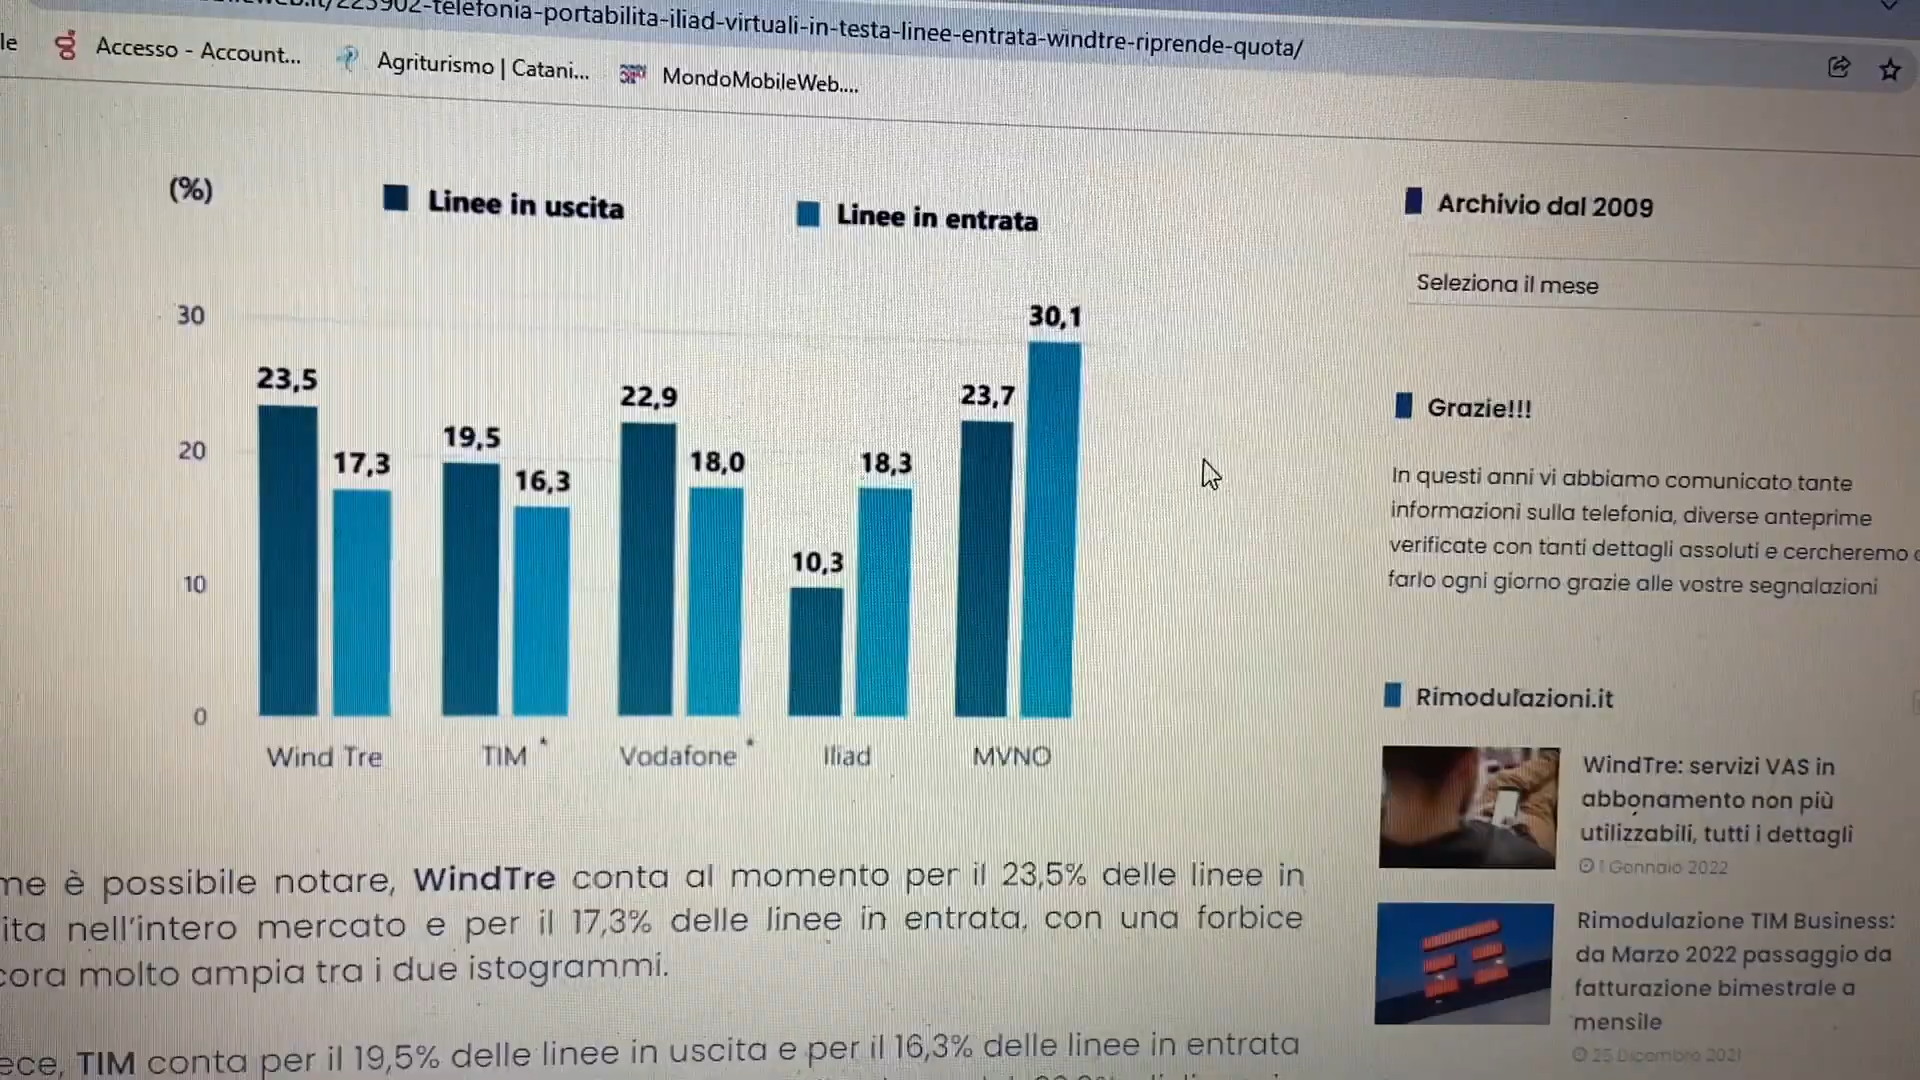 223902-telefonia-portabilita-iliad-virtuali-in-testa-linee-entrata-windtre-riprende-quota/
le
Accesso - Account...
Agriturismo | Catani...
MondoMobileWeb....
(%)
Linee in uscita
Linee in entrata
30
20
10
0
23,5
17,3
19,5
16,3
22,9
18,0
10,3
18,3
23,7
30,1
Wind Tre
TIM *
Vodafone *
Iliad
MVNO
me è possibile notare, WindTre conta al momento per il 23,5% delle linee in
ita nell'intero mercato e per il 17,3% delle linee in entrata, con una forbice
cora molto ampia tra i due istogrammi.
ece, TIM conta per il 19,5% delle linee in uscita e per il 16,3% delle linee in entrata
Archivio dal 2009
Seleziona il mese
Grazie!!!
In questi anni vi abbiamo comunicato tante
informazioni sulla telefonia, diverse anteprime
verificate con tanti dettagli assoluti e cercheremo
farlo ogni giorno grazie alle vostre segnalazioni
Rimodulazioni.it
WindTre: servizi VAS in
abbonamento non più
utilizzabili, tutti i dettagli
1 Gennaio 2022
Rimodulazione TIM Business:
da Marzo 2022 passaggio da
fatturazione bimestrale a
mensile
25 Dicembre 2021